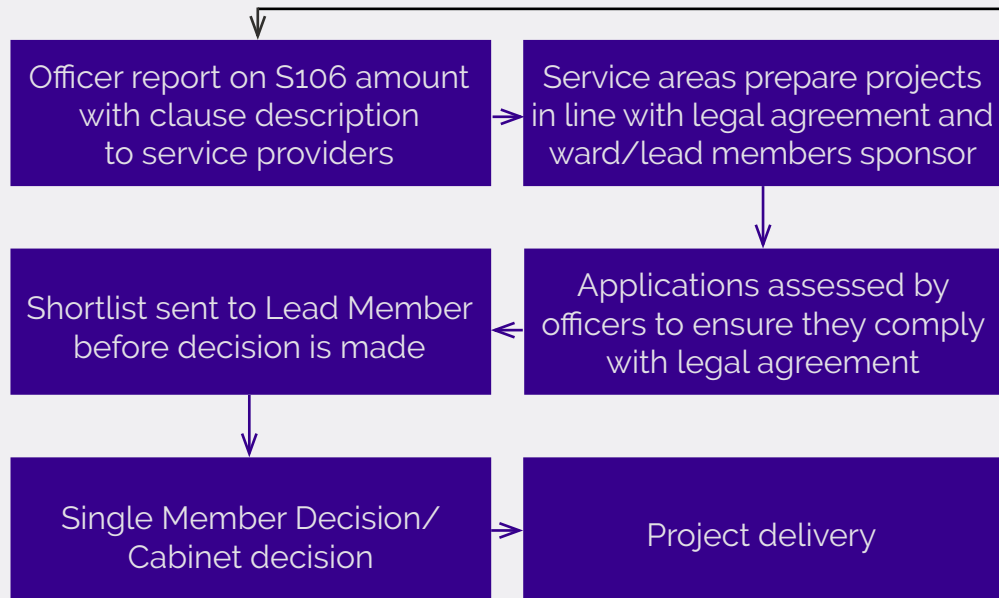 Officer report on S106 amount
with clause description
to service providers
Service areas prepare projects
in line with legal agreement and
ward/lead members sponsor
Applications assessed by
officers to ensure they comply
with legal agreement
Shortlist sent to Lead Member
before decision is made
Single Member Decision/
Cabinet decision
Project delivery